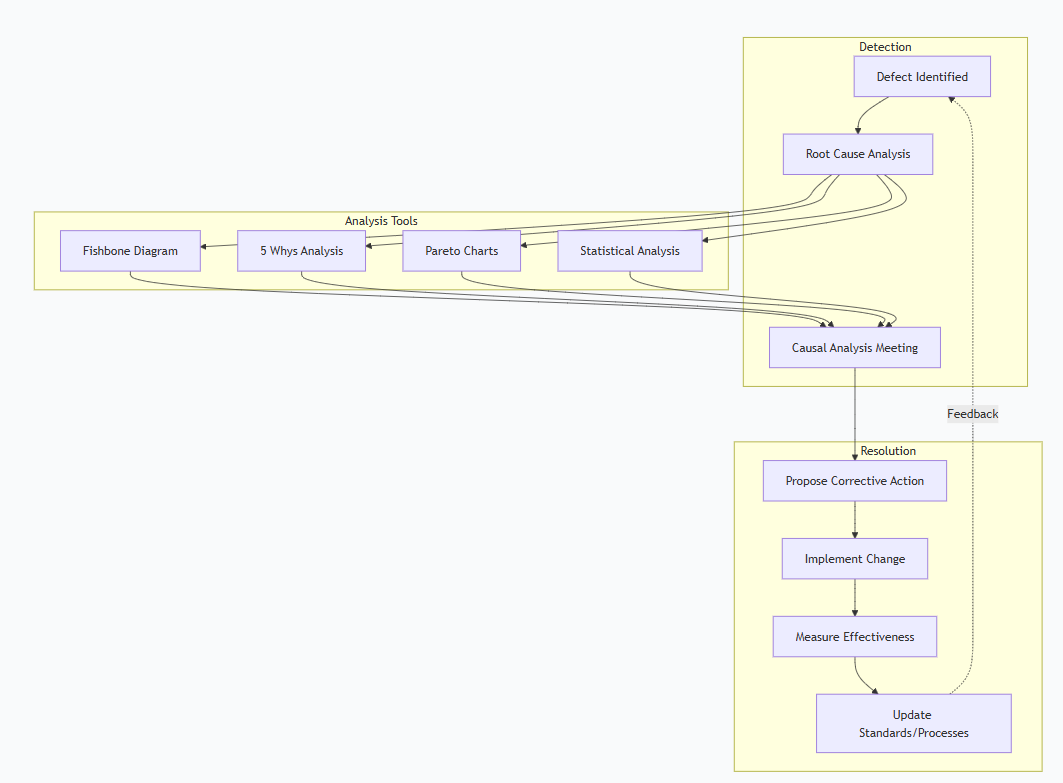 Detection
Defect Identified
Root Cause Analysis
Analysis Tools
Fishbone Diagram
5 Whys Analysis
Pareto Charts
Statistical Analysis
Causal Analysis Meeting
Feedback
Resolution
Propose Corrective Action
Implement Change
Measure Effectiveness
Update
Standards/Processes